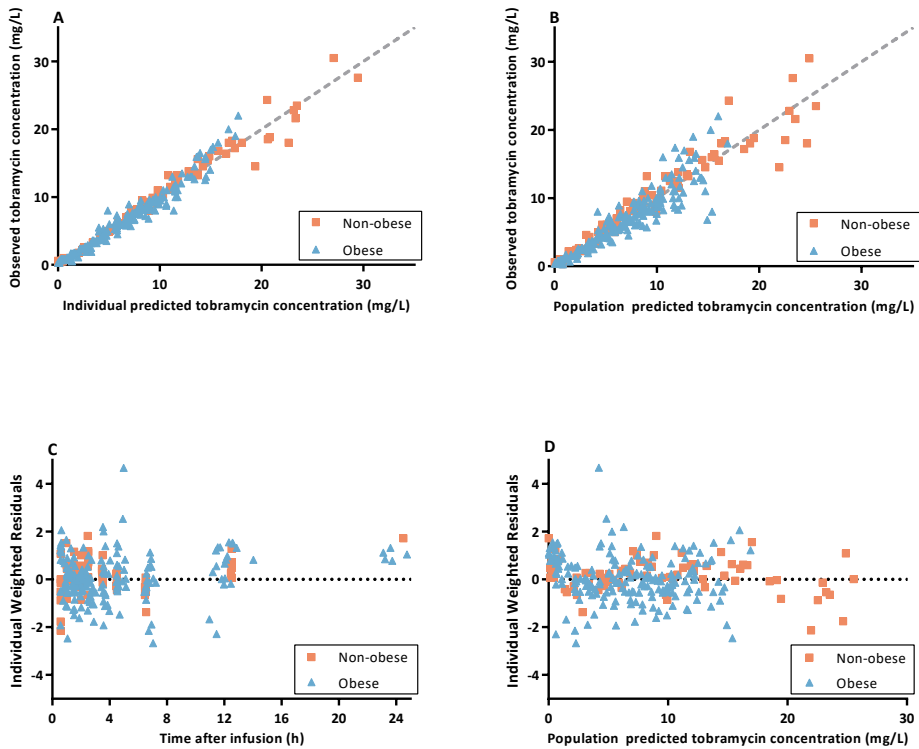 A
Observed tobramycin concentration (mg/L)
30
20
10
0
0 10 20 30
Individual predicted tobramycin concentration (mg/L)
Non-obese
Obese
B
Observed tobramycin concentration (mg/L)
30
20
10
0
0 10 20 30
Population predicted tobramycin concentration (mg/L)
Non-obese
Obese
C
Individual Weighted Residuals
4
2
0
-2
-4
0 4 8 12 16 20 24
Time after infusion (h)
Non-obese
Obese
D
Individual Weighted Residuals
4
2
0
-2
-4
0 10 20 30
Population predicted tobramycin concentration (mg/L)
Non-obese
Obese